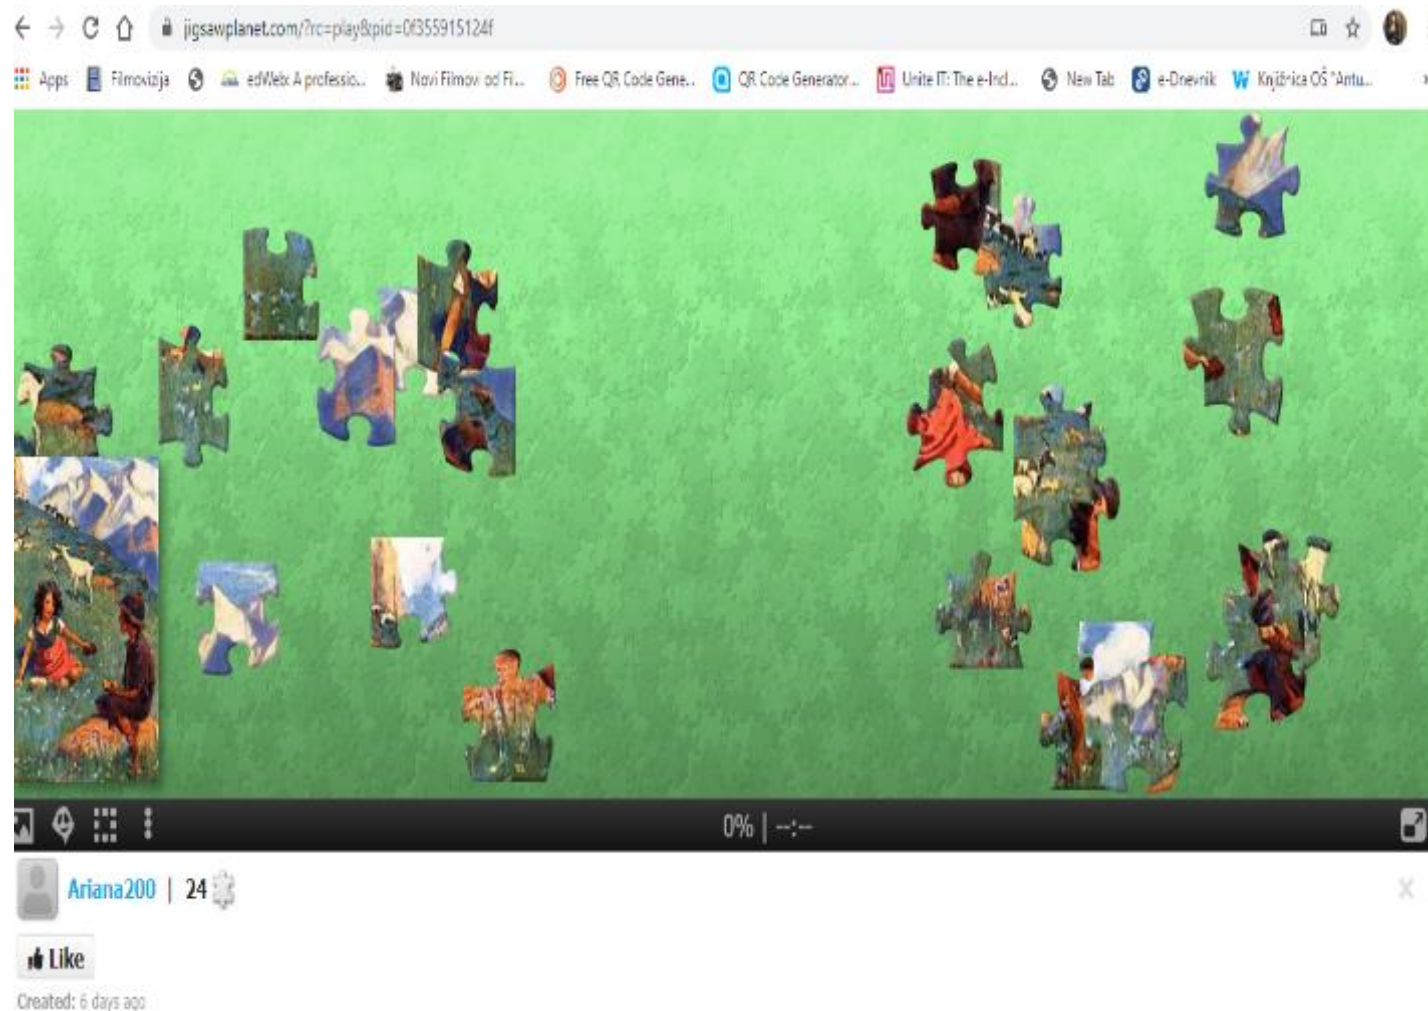 jigsawplanet.com/?rc=play&pid=0f355915124f
Apps Filmovizija edWeb: A professio... Novi Filmovi od Fi... Free QR Code Gene... QR Code Generator... Unite IT: The e-Incl... New Tab e-Dnevnik Knjižnica OŠ "Antu...
0% | --:--
Ariana200 | 24
Like
Created: 6 days ago